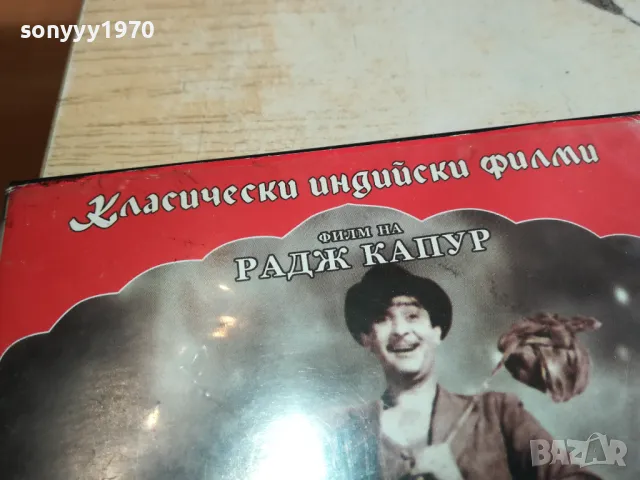 sonyyy1970
Класически индийски филми
ФИЛМ НА
РАДЖ КАПУР
BAZAR